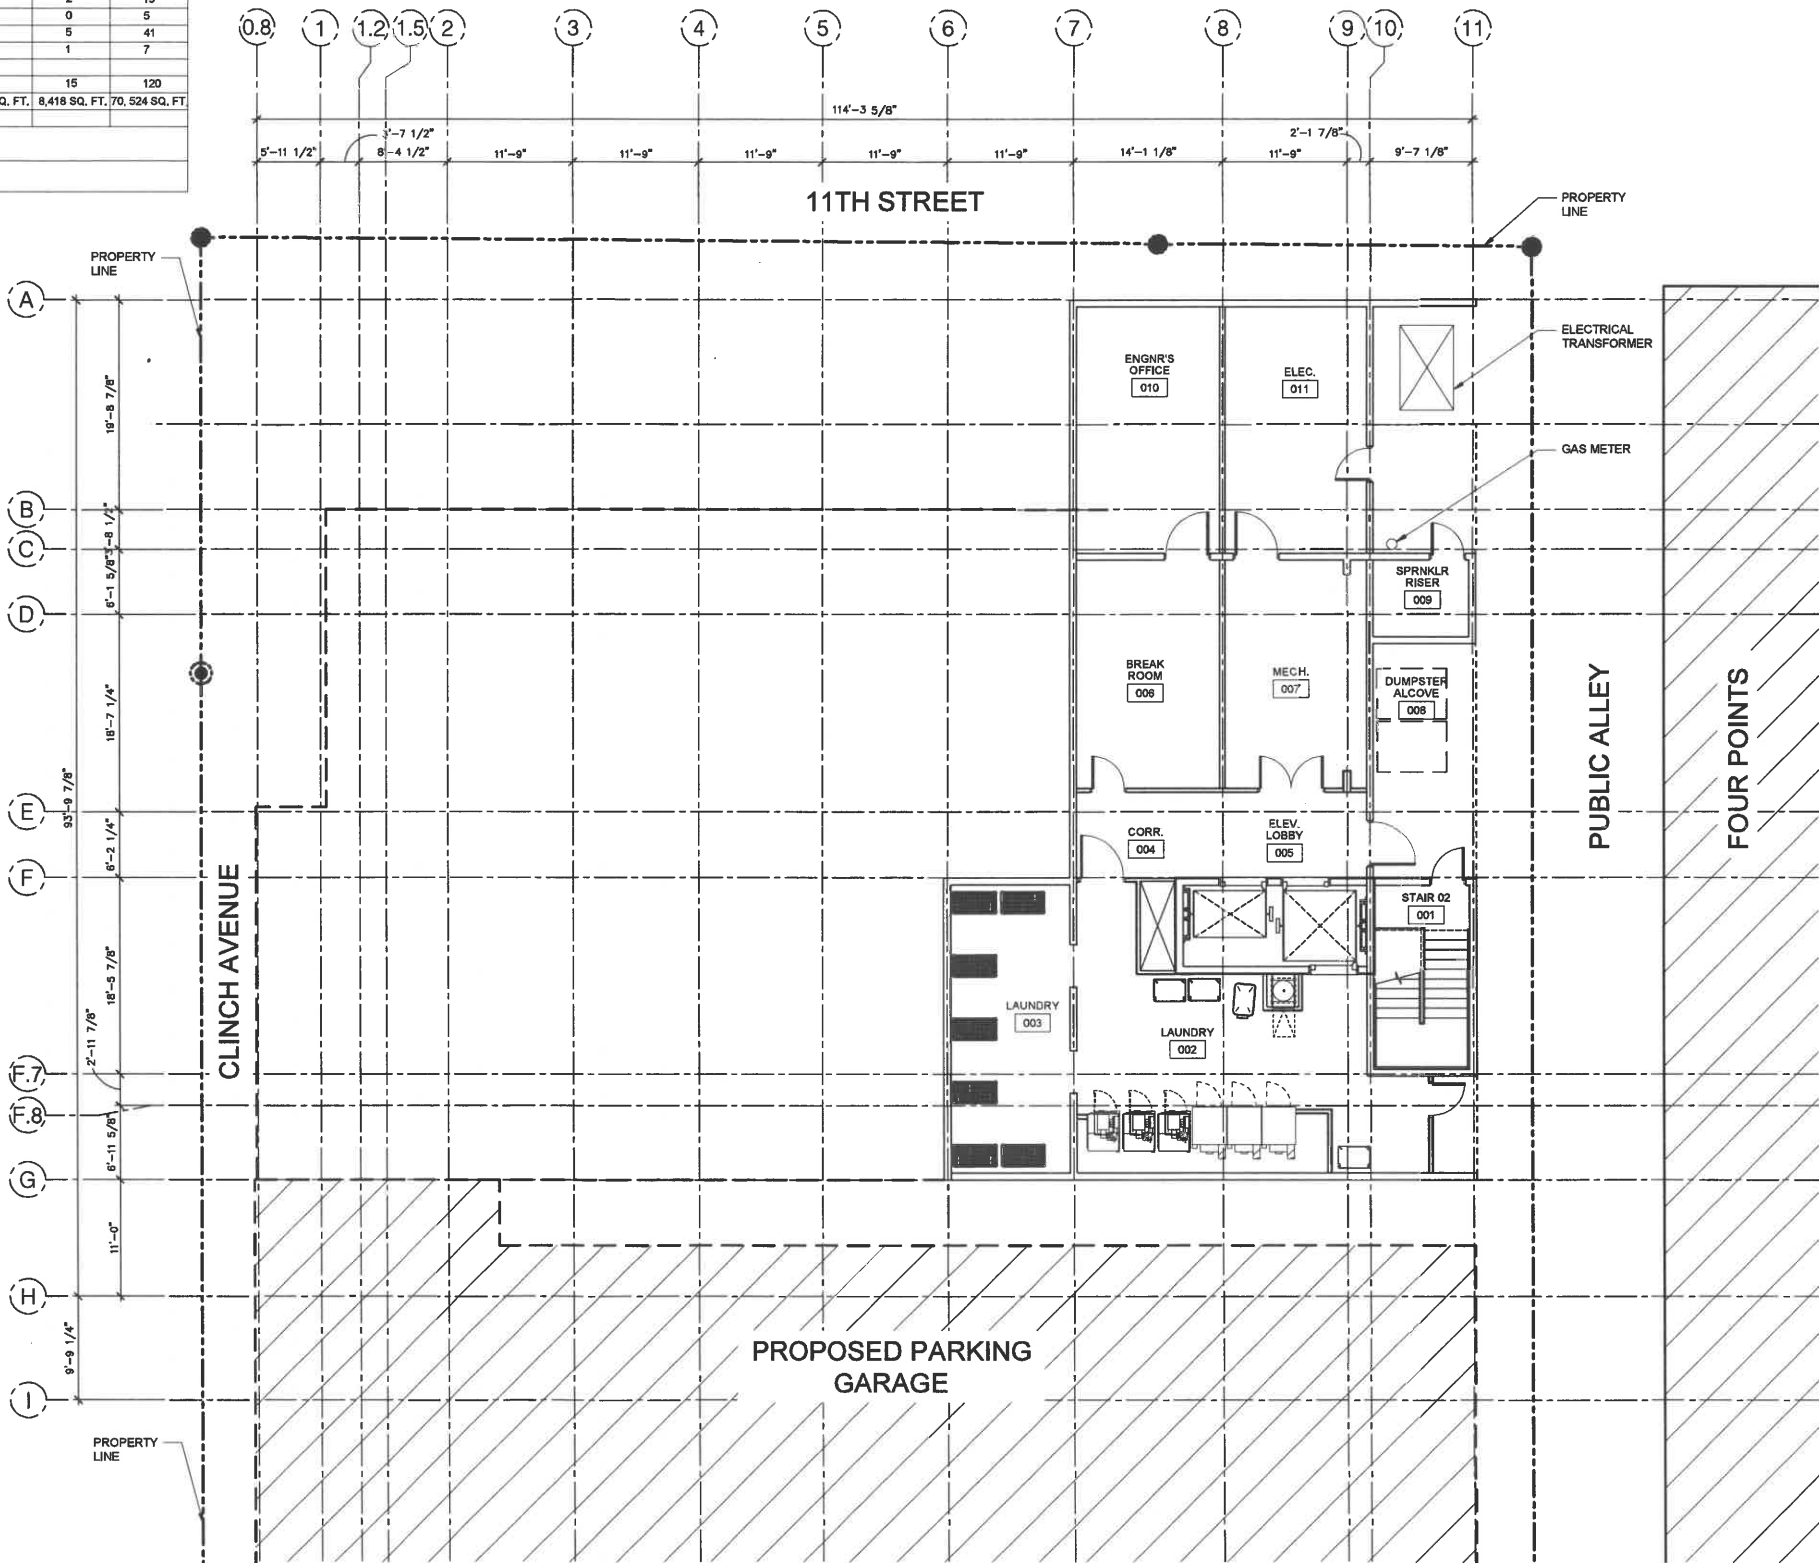 2 15
0 5
5 41
1 7
15 120
Q. FT. 8,418 SQ. FT. 70, 524 SQ. FT.
0.8 1 1.2 1.5 2 3 4 5 6 7 8 9 10 11
114'-3 5/8"
3'-7 1/2" 2'-1 7/8"
5'-11 1/2" 8'-4 1/2" 11'-9" 11'-9" 11'-9" 11'-9" 11'-9" 14'-1 1/8" 11'-9" 9'-7 1/8"
11TH STREET
PROPERTY
LINE
PROPERTY
LINE
A
B
C
D
E
F
F.7
F.8
G
H
I
19'-8 7/8"
3'-8 1/2"
6'-1 5/8"
18'-7 1/4"
93'-9 7/8"
6'-2 1/4"
18'-5 7/8"
2'-11 7/8"
6'-11 5/8"
11'-0"
9'-9 1/4"
CLINCH AVENUE
ENGNR'S
OFFICE
010
ELEC.
011
ELECTRICAL
TRANSFORMER
GAS METER
SPRNKLR
RISER
009
BREAK
ROOM
006
MECH.
007
DUMPSTER
ALCOVE
008
CORR.
004
ELEV.
LOBBY
005
STAIR 02
001
LAUNDRY
003
LAUNDRY
002
PUBLIC ALLEY
FOUR POINTS
PROPOSED PARKING
GARAGE
PROPERTY
LINE